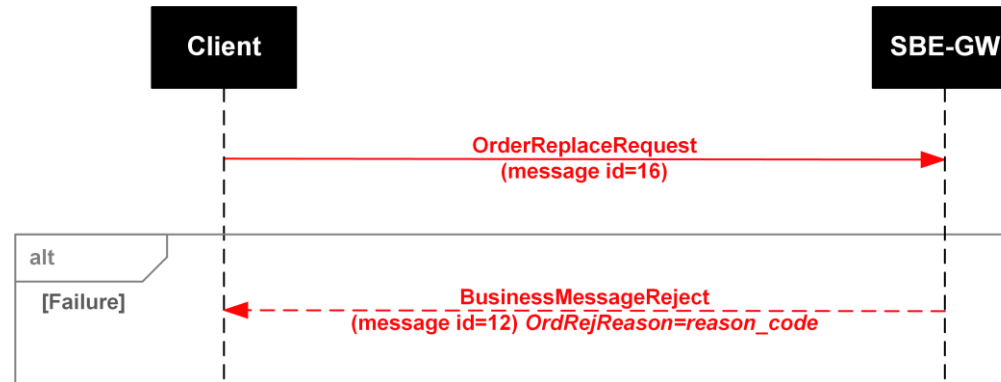 Client
SBE-GW
OrderReplaceRequest
(message id=16)
alt
[Failure]
BusinessMessageReject
(message id=12) OrdRejReason=reason_code